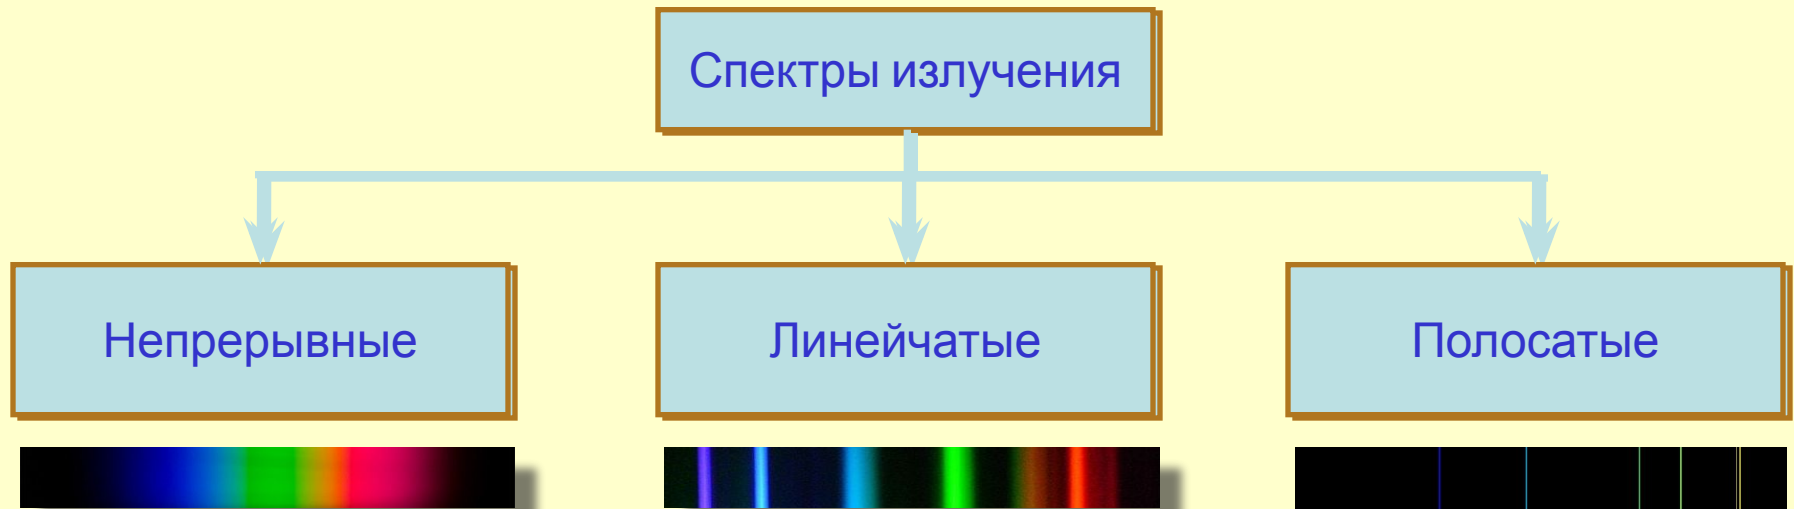 Спектры излучения
Непрерывные
Линейчатые
Полосатые